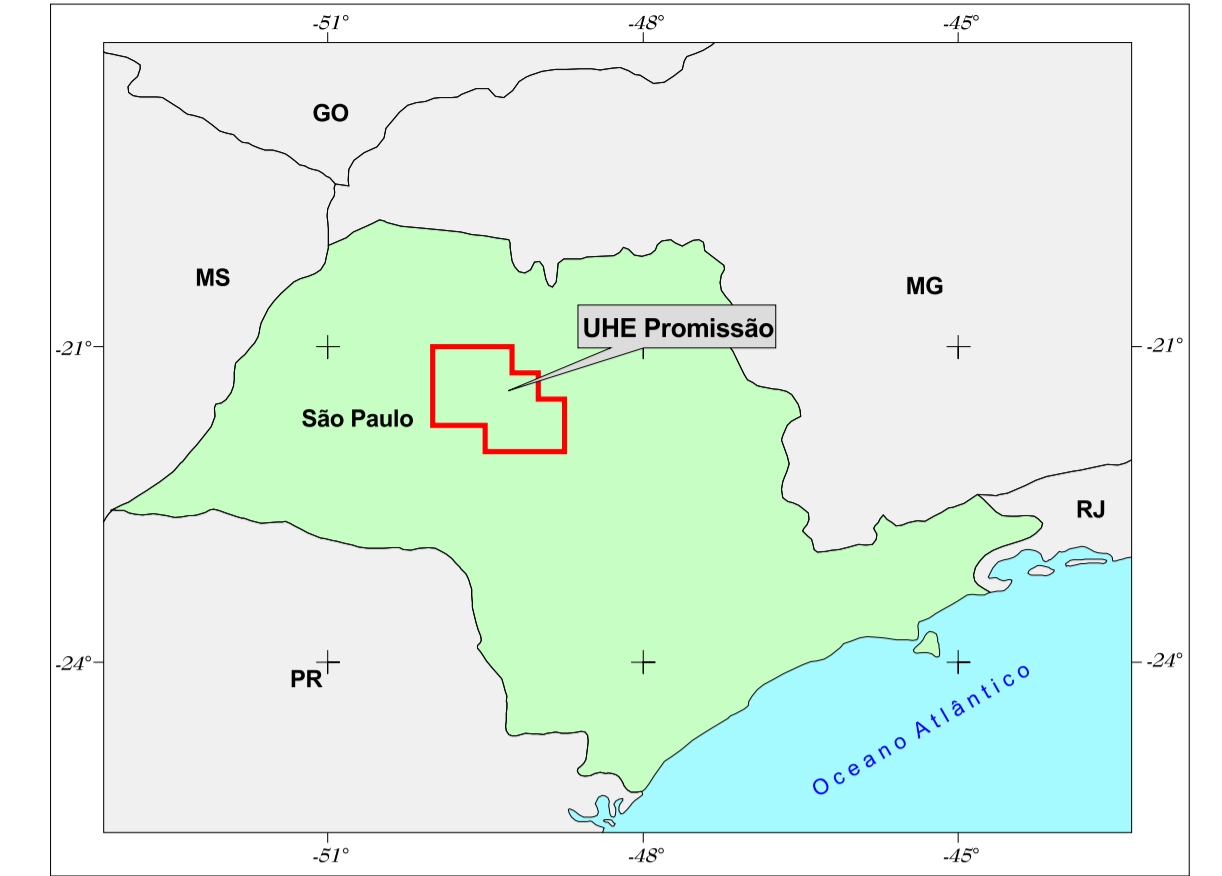 -51° -48° -45°
GO
MS
MG
UHE Promissão
-21° -21°
São Paulo
RJ
-24° -24°
PR
Oceano Atlântico
-51° -48° -45°